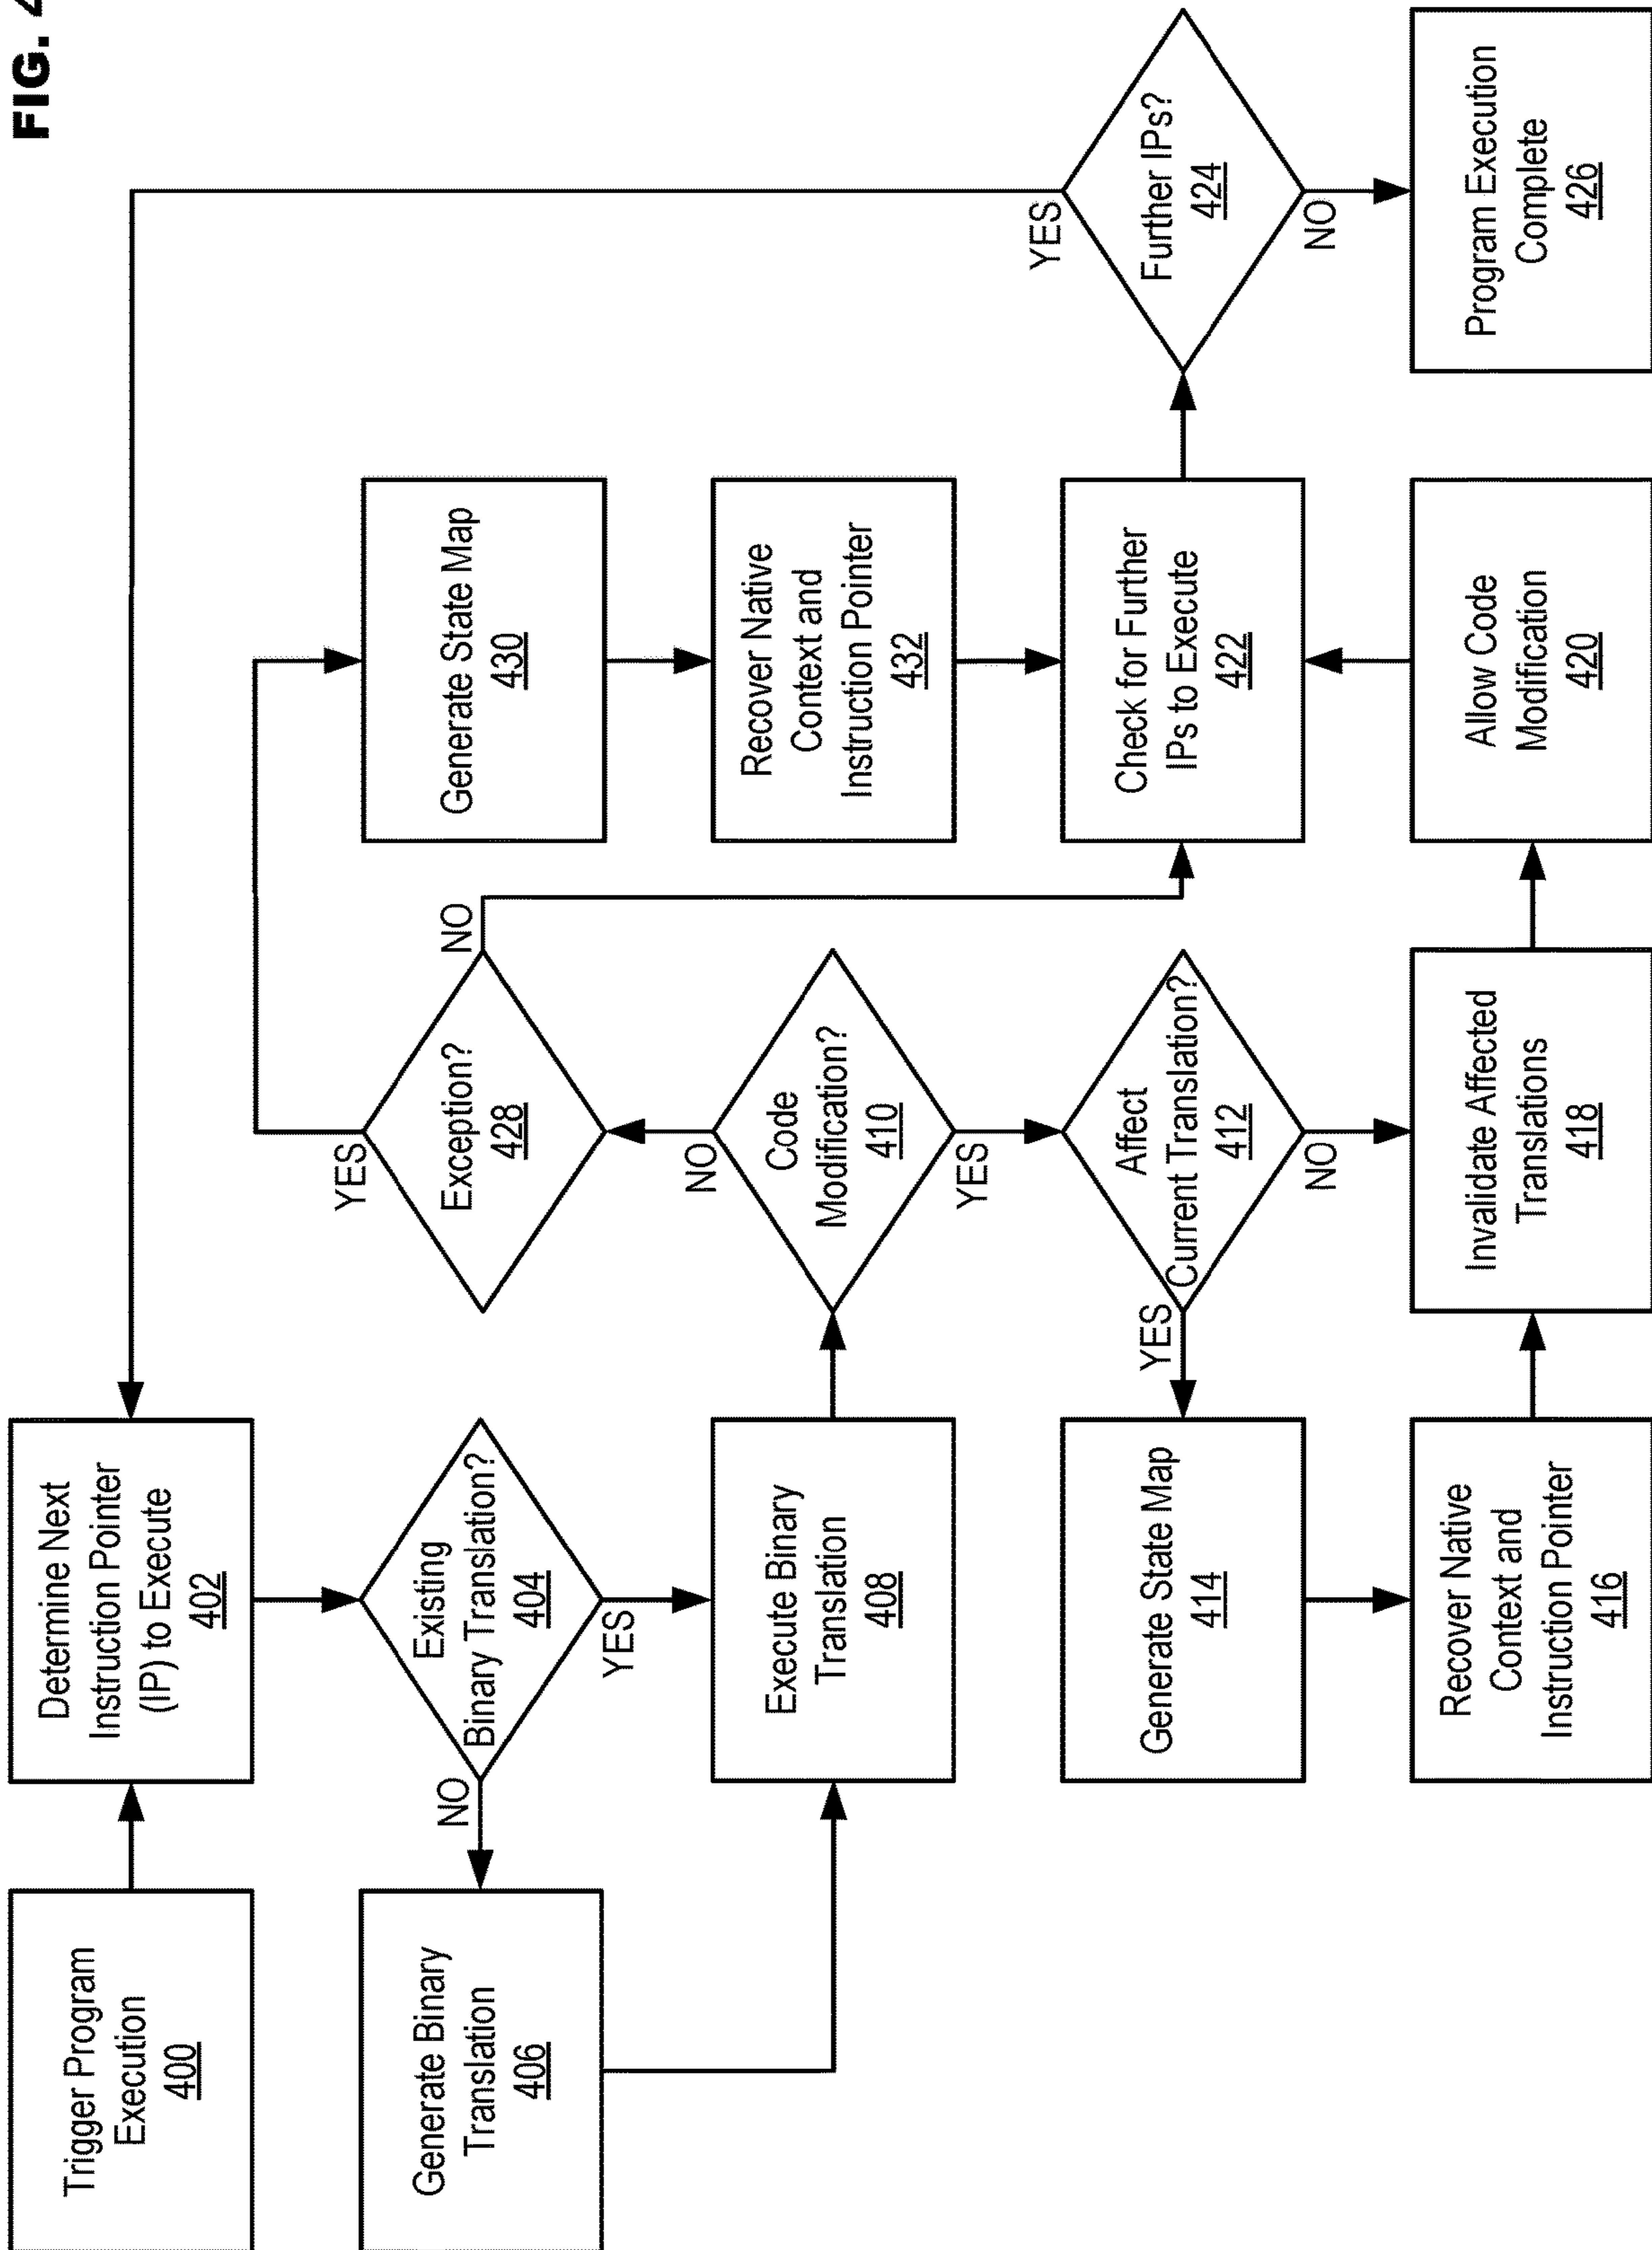 FIG. 4
Trigger Program
Execution
400
Determine Next
Instruction Pointer
(IP) to Execute
402
Existing
Binary Translation?
404
NO
YES
Generate Binary
Translation
406
Execute Binary
Translation
408
Code
Modification?
410
NO
YES
Exception?
428
YES
NO
Generate State Map
430
Recover Native
Context and
Instruction Pointer
432
Affect
Current Translation?
412
YES
NO
Generate State Map
414
Recover Native
Context and
Instruction Pointer
416
Invalidate Affected
Translations
418
Allow Code
Modification
420
Check for Further
IPs to Execute
422
Further IPs?
424
YES
NO
Program Execution
Complete
426